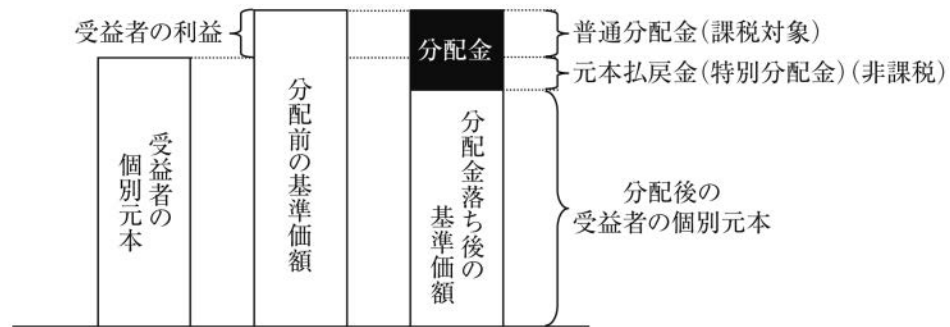 受益者の利益
分配金
普通分配金(課税対象)
元本払戻金(特別分配金)(非課税)
受益者の
個別元本
分配前の基準価額
分配金落ち後の
基準価額
分配後の
受益者の個別元本